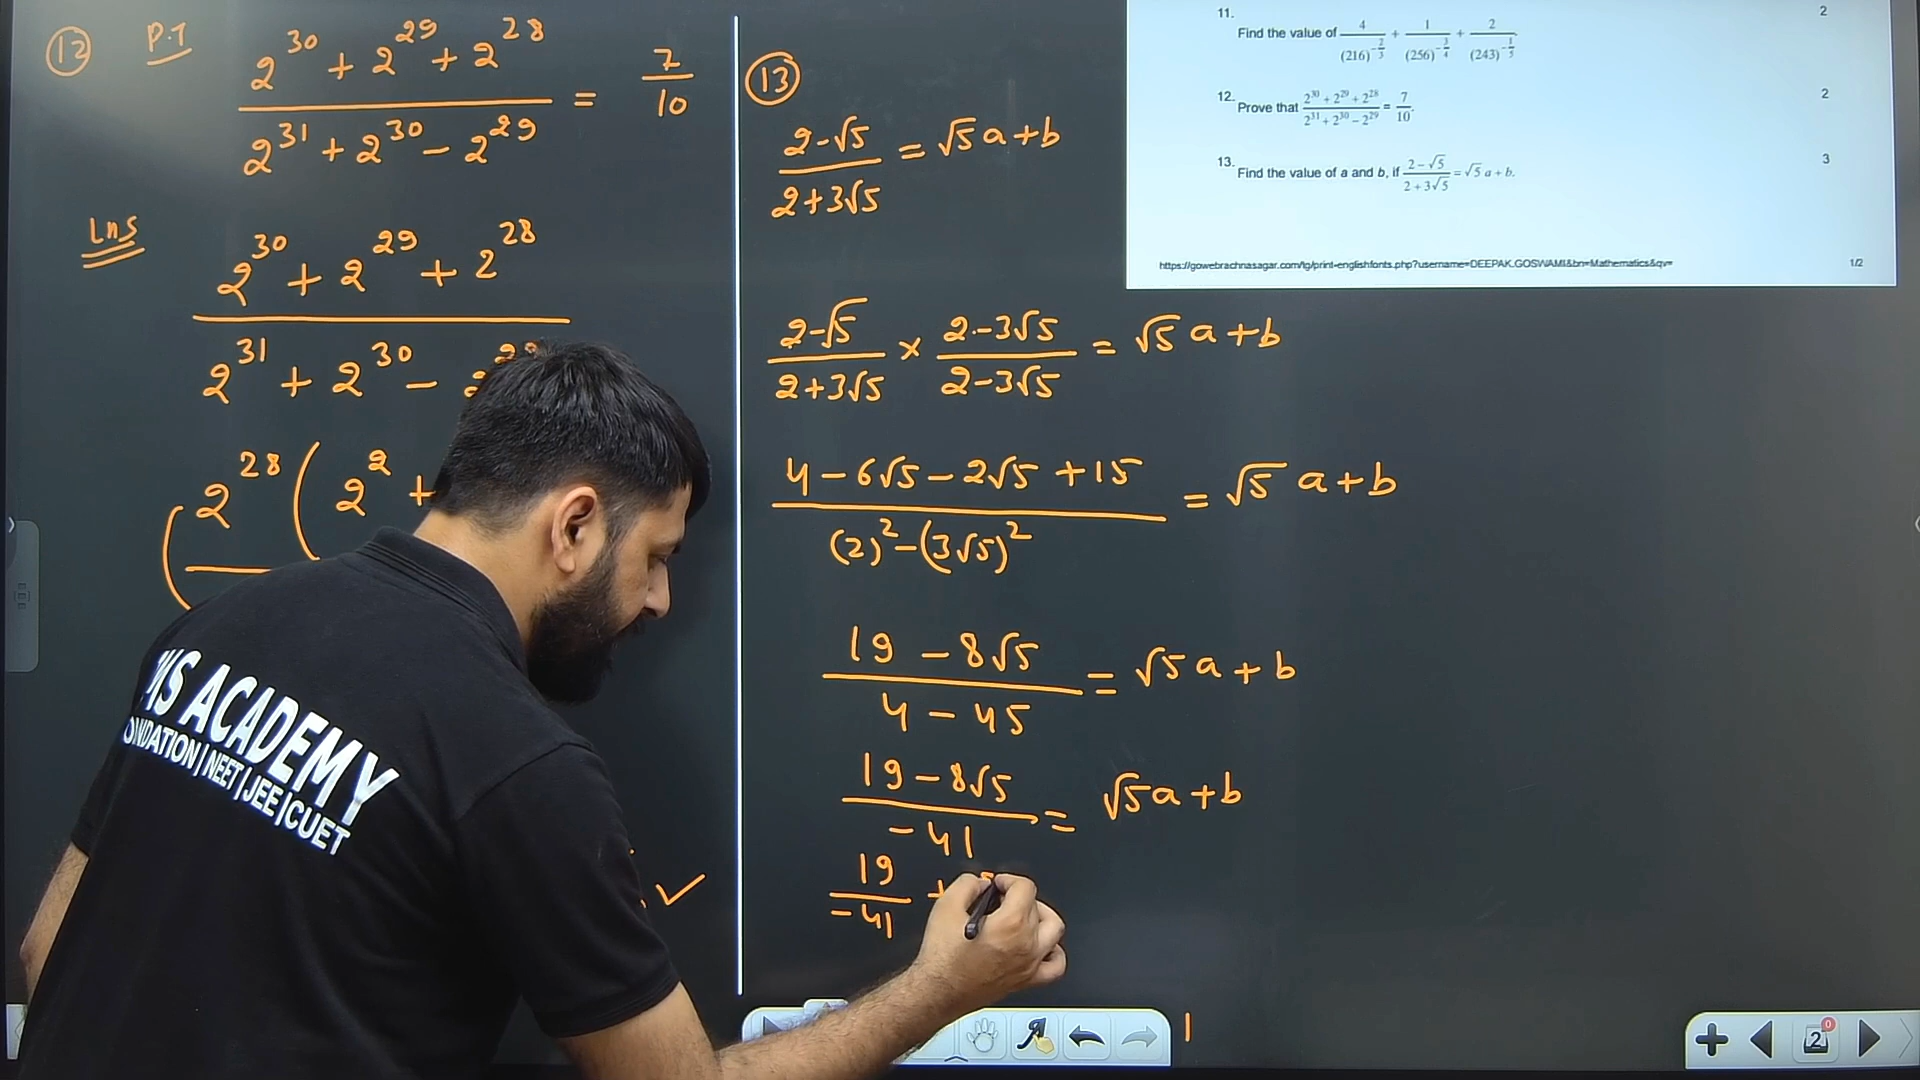 12 P.T 2^30 + 2^29 + 2^28 / 2^31 + 2^30 - 2^29 = 7/10
LHS
2^30 + 2^29 + 2^28 / 2^31 + 2^30 -
2^28 ( 2^2 +
13
2-√5 / 2+3√5 = √5 a+b
2-√5 / 2+3√5 × 2-3√5 / 2-3√5 = √5 a+b
4-6√5-2√5+15 / (2)^2-(3√5)^2 = √5 a+b
19-8√5 / 4-45 = √5 a+b
19-8√5 / -41 = √5 a+b
19 / -41 +
11. Find the value of 4/(216)^-2/3 + 1/(256)^-3/4 + 2/(243)^-1/5 2
12. Prove that 2^30 + 2^29 + 2^28 / 2^31 + 2^30 - 2^29 = 7/10. 2
13. Find the value of a and b, if 2-√5 / 2+3√5 = √5 a + b. 3
https://gowebrachnasagar.com/tg/print-englishfonts.php?username=DEEPAK.GOSWAMI&bn=Mathematics&qv= 1/2
MS ACADEMY
NDATION|NEET|JEE|CUET
2
0